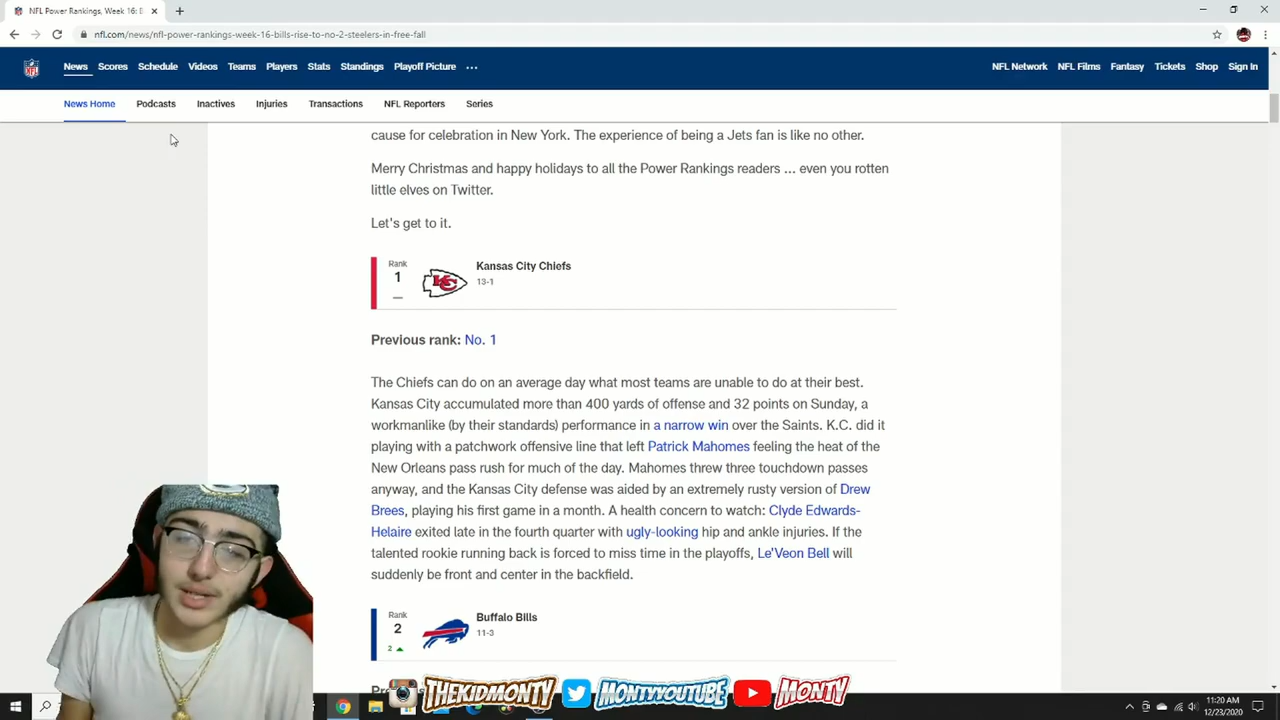 NFL Power Rankings, Week 16: B
nfl.com/news/nfl-power-rankings-week-16-bills-rise-to-no-2-steelers-in-free-fall
News Scores Schedule Videos Teams Players Stats Standings Playoff Picture ... NFL Network NFL Films Fantasy Tickets Shop Sign In
News Home Podcasts Inactives Injuries Transactions NFL Reporters Series
cause for celebration in New York. The experience of being a Jets fan is like no other.
Merry Christmas and happy holidays to all the Power Rankings readers ... even you rotten
little elves on Twitter.
Let's get to it.
Rank
1
Kansas City Chiefs
13-1
Previous rank: No. 1
The Chiefs can do on an average day what most teams are unable to do at their best.
Kansas City accumulated more than 400 yards of offense and 32 points on Sunday, a
workmanlike (by their standards) performance in a narrow win over the Saints. K.C. did it
playing with a patchwork offensive line that left Patrick Mahomes feeling the heat of the
New Orleans pass rush for much of the day. Mahomes threw three touchdown passes
anyway, and the Kansas City defense was aided by an extremely rusty version of Drew
Brees, playing his first game in a month. A health concern to watch: Clyde Edwards-
Helaire exited late in the fourth quarter with ugly-looking hip and ankle injuries. If the
talented rookie running back is forced to miss time in the playoffs, Le'Veon Bell will
suddenly be front and center in the backfield.
Rank
2
2
Buffalo Bills
11-3
THEKIDMONTY MONTYYOUTUBE MONTY
11:20 AM
12/23/2020